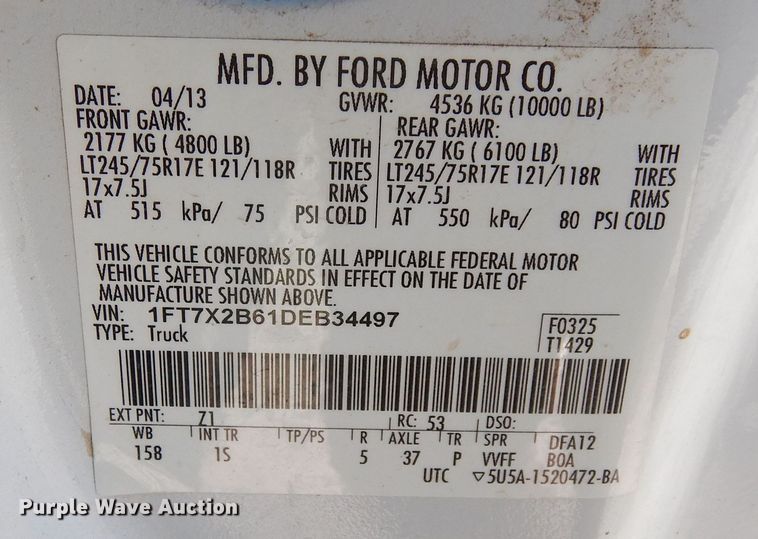 MFD. BY FORD MOTOR CO.
DATE: 04/13 GVWR: 4536 KG (10000 LB)
FRONT GAWR: REAR GAWR:
2177 KG ( 4800 LB) WITH 2767 KG ( 6100 LB) WITH
LT245/75R17E 121/118R TIRES LT245/75R17E 121/118R TIRES
17x7.5J RIMS 17x7.5J RIMS
AT 515 kPa/ 75 PSI COLD AT 550 kPa/ 80 PSI COLD
THIS VEHICLE CONFORMS TO ALL APPLICABLE FEDERAL MOTOR
VEHICLE SAFETY STANDARDS IN EFFECT ON THE DATE OF
MANUFACTURE SHOWN ABOVE.
VIN: 1FT7X2B61DEB34497 F0325
TYPE: Truck T1429
EXT PNT: Z1 RC: 53 DSO:
WB INT TR TP/PS R AXLE TR SPR DFA12
158 1S 5 37 P VVFF BOA
UTC ▽5U5A-1520472-BA
Purple Wave Auction